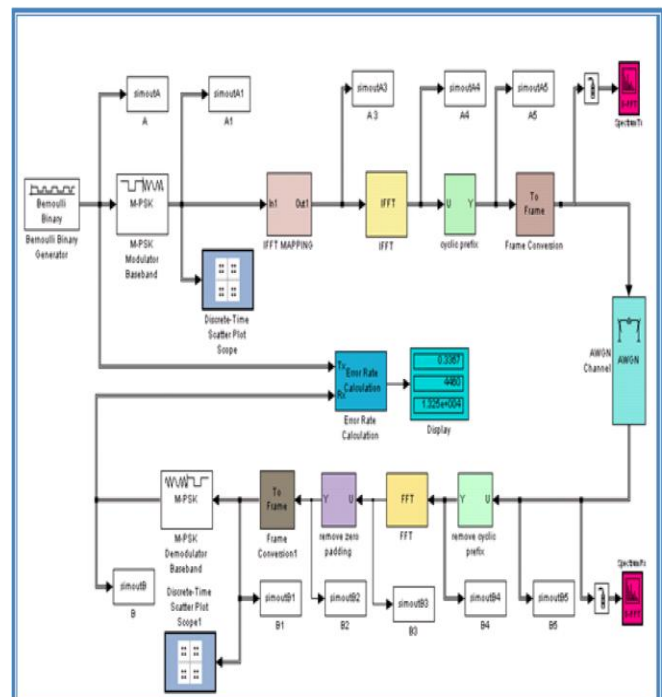 simoutA
A
simoutA1
A1
simoutA3
A3
simoutA4
A4
simoutA5
A5
Bernoulli
Binary
Bernoulli Binary
Generator
M-PSK
M-PSK
Modulator
Baseband
In1
Out1
IFFT MAPPING
IFFT
IFFT
U
Y
cyclic prefix
To
Frame
Frame Conversion
Discrete-Time
Scatter Plot
Scope
AWGN
Channel
AWGN
Tx
Rx
Error Rate
Calculation
Error Rate
Calculation
0.3367
4460
1.325e+004
Display
M-PSK
M-PSK
Demodulator
Baseband
To
Frame
Frame
Conversion1
Y
U
remove zero
padding
FFT
FFT
Y
U
remove cyclic
prefix
simoutB
B
Discrete-Time
Scatter Plot
Scope1
simoutB1
B1
simoutB2
B2
simoutB3
B3
simoutB4
B4
simoutB5
B5